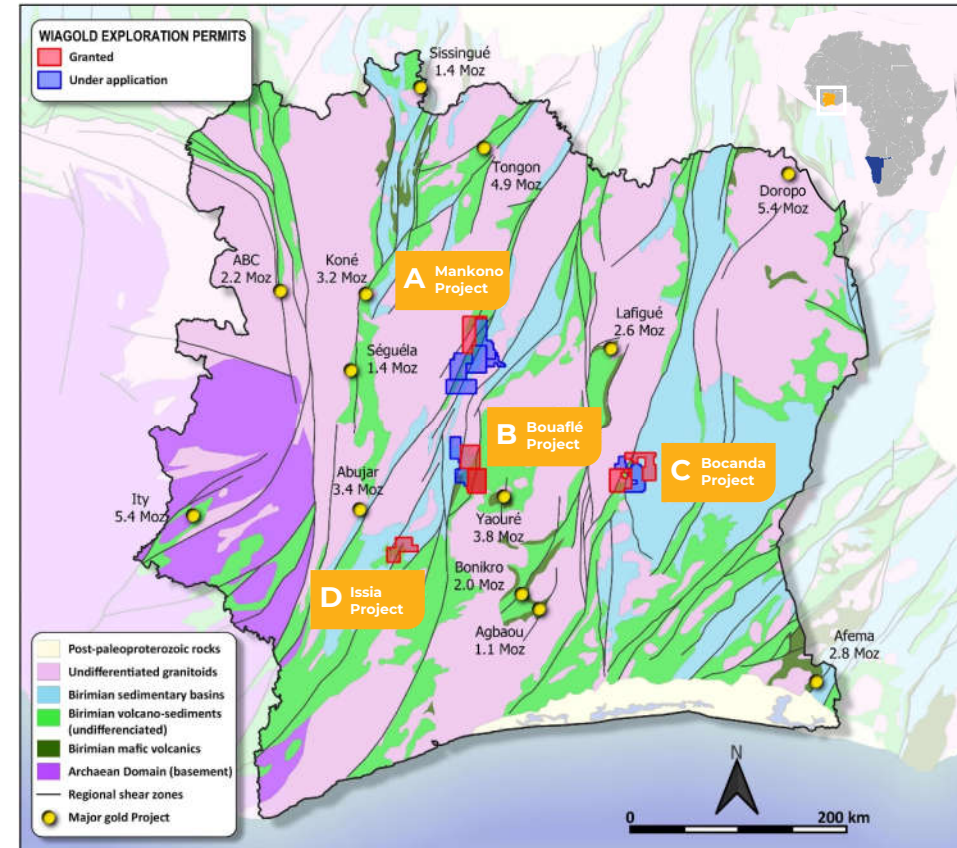 WIAGOLD EXPLORATION PERMITS
Granted
Under application
Sissingué
1.4 Moz
Tongon
4.9 Moz
Doropo
5.4 Moz
ABC
2.2 Moz
Koné
3.2 Moz
A Mankono
Project
Lafigué
2.6 Moz
Séguéla
1.4 Moz
B Bouaflé
Project
C Bocanda
Project
Abujar
3.4 Moz
Ity
5.4 Moz
Yaouré
3.8 Moz
D Issia
Project
Bonikro
2.0 Moz
Agbaou
1.1 Moz
Afema
2.8 Moz
Post-paleoproterozoic rocks
Undifferentiated granitoids
Birimian sedimentary basins
Birimian volcano-sediments
(undifferenciated)
Birimian mafic volcanics
Archaean Domain (basement)
Regional shear zones
Major gold Project
N
0 200 km